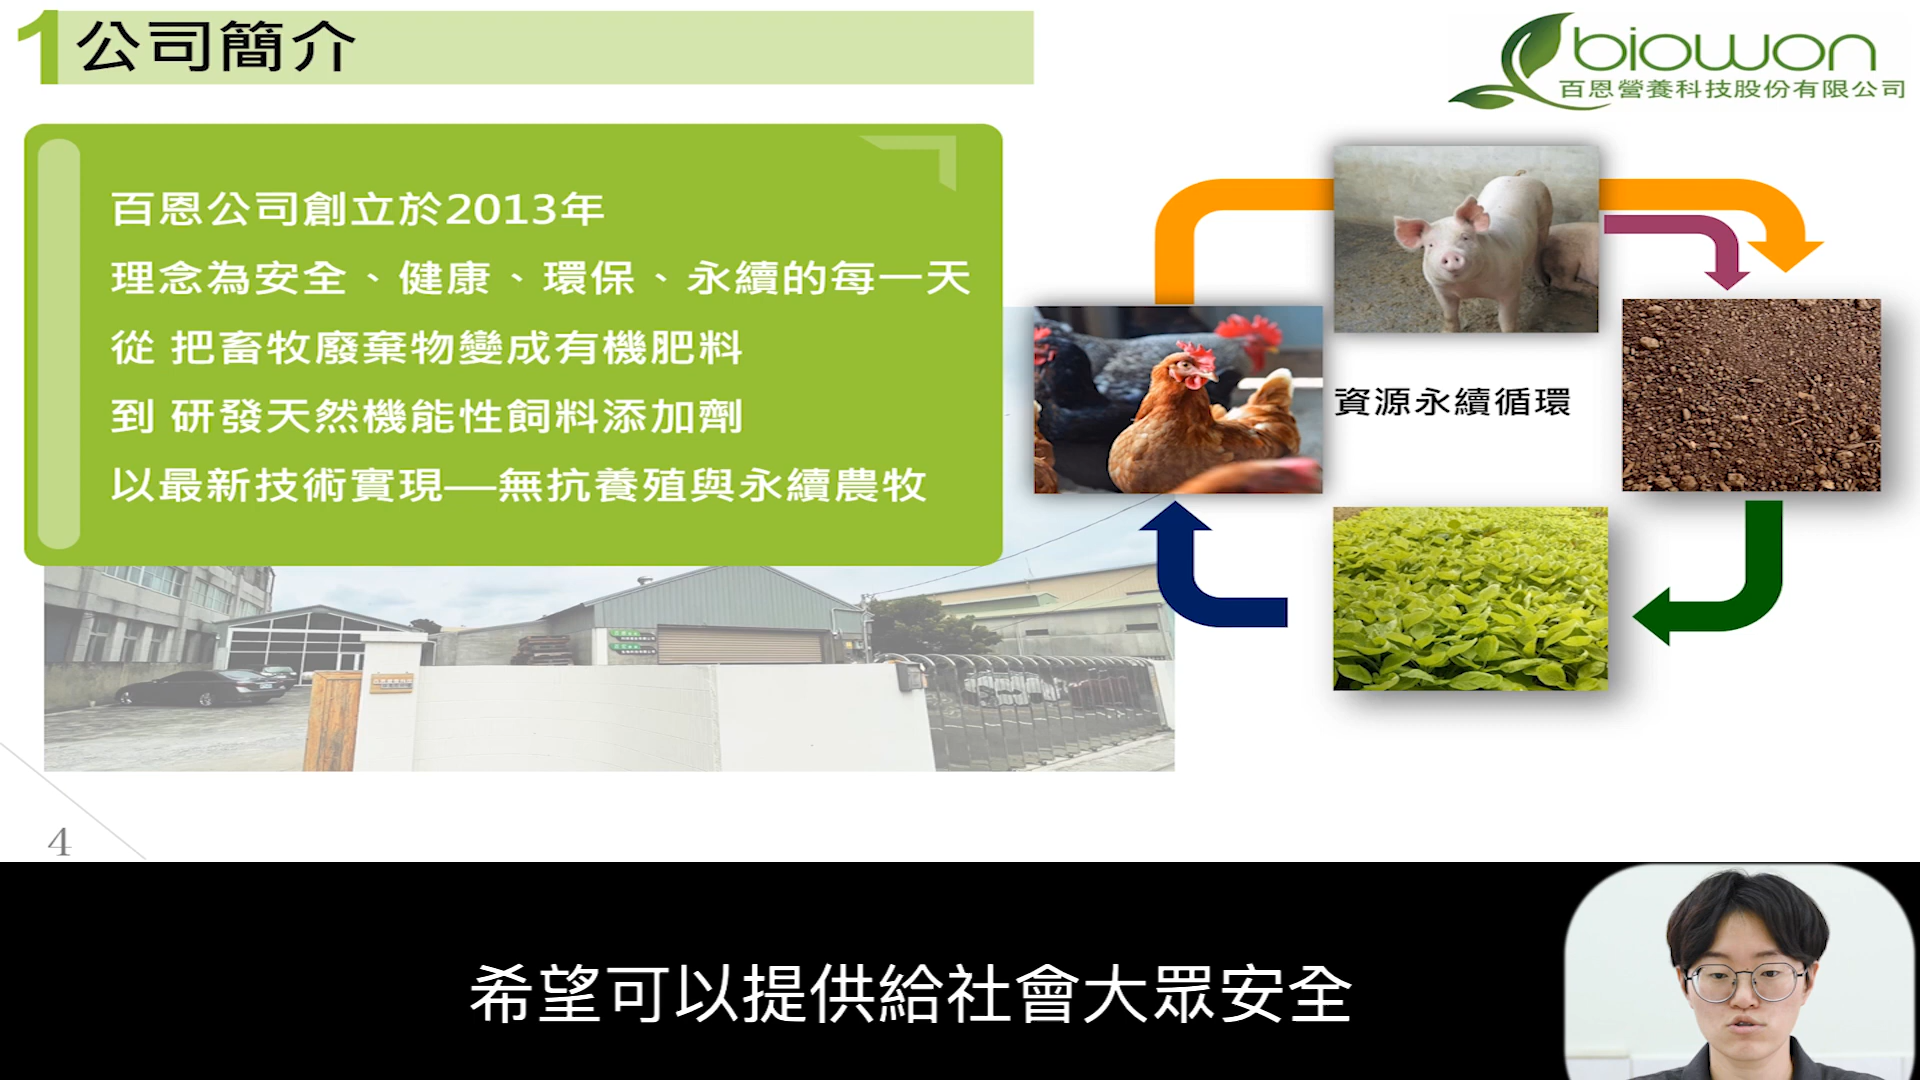 1公司簡介
biowon
百恩營養科技股份有限公司
百恩公司創立於2013年
理念為安全、健康、環保、永續的每一天
從 把畜牧廢棄物變成有機肥料
到 研發天然機能性飼料添加劑
以最新技術實現—無抗養殖與永續農牧
資源永續循環
4
希望可以提供給社會大眾安全